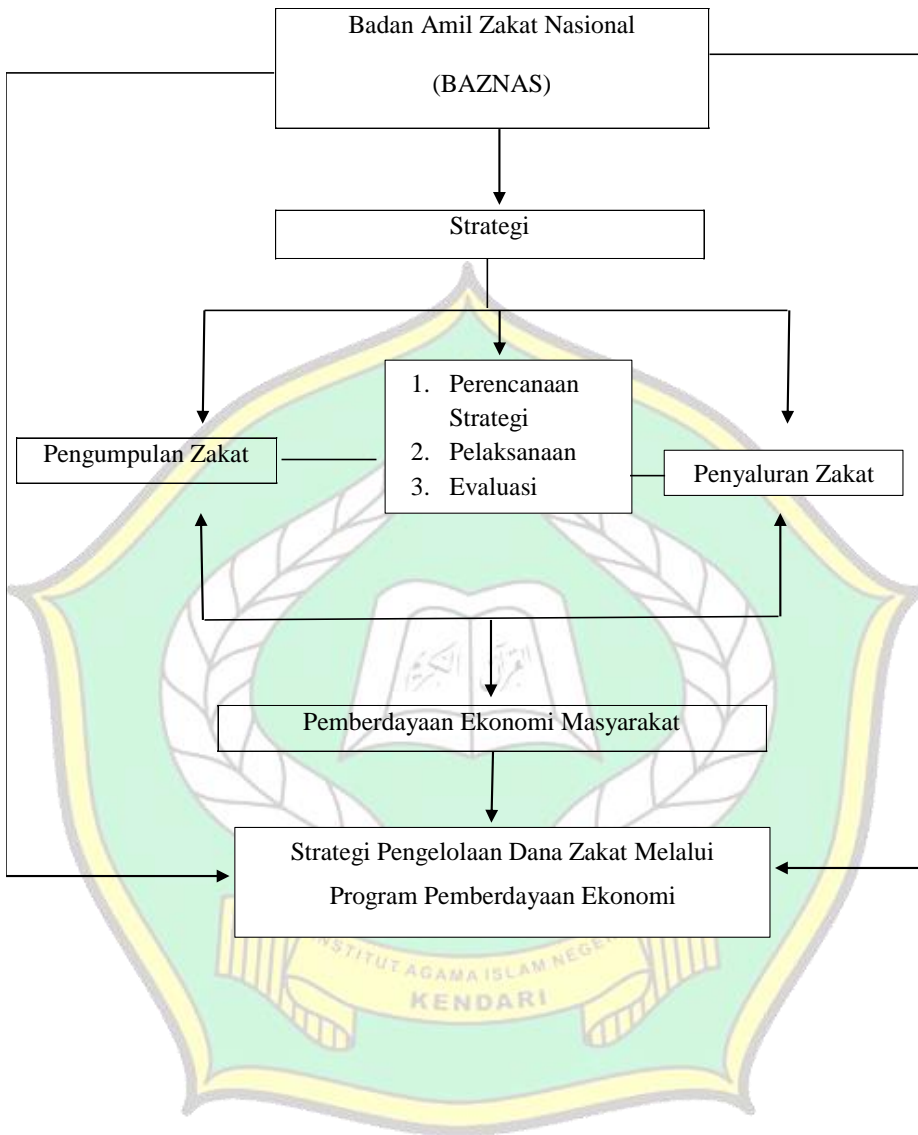 Badan Amil Zakat Nasional
(BAZNAS)
Strategi
1. Perencanaan
Strategi
2. Pelaksanaan
3. Evaluasi
Pengumpulan Zakat
Penyaluran Zakat
Pemberdayaan Ekonomi Masyarakat
Strategi Pengelolaan Dana Zakat Melalui
Program Pemberdayaan Ekonomi
INSTITUT AGAMA ISLAM NEGERI
KENDARI